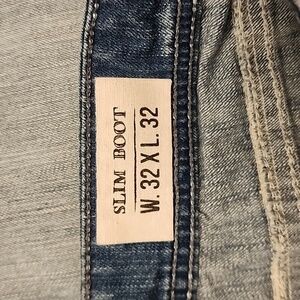 SLIM BOOT
W. 32 X L. 32